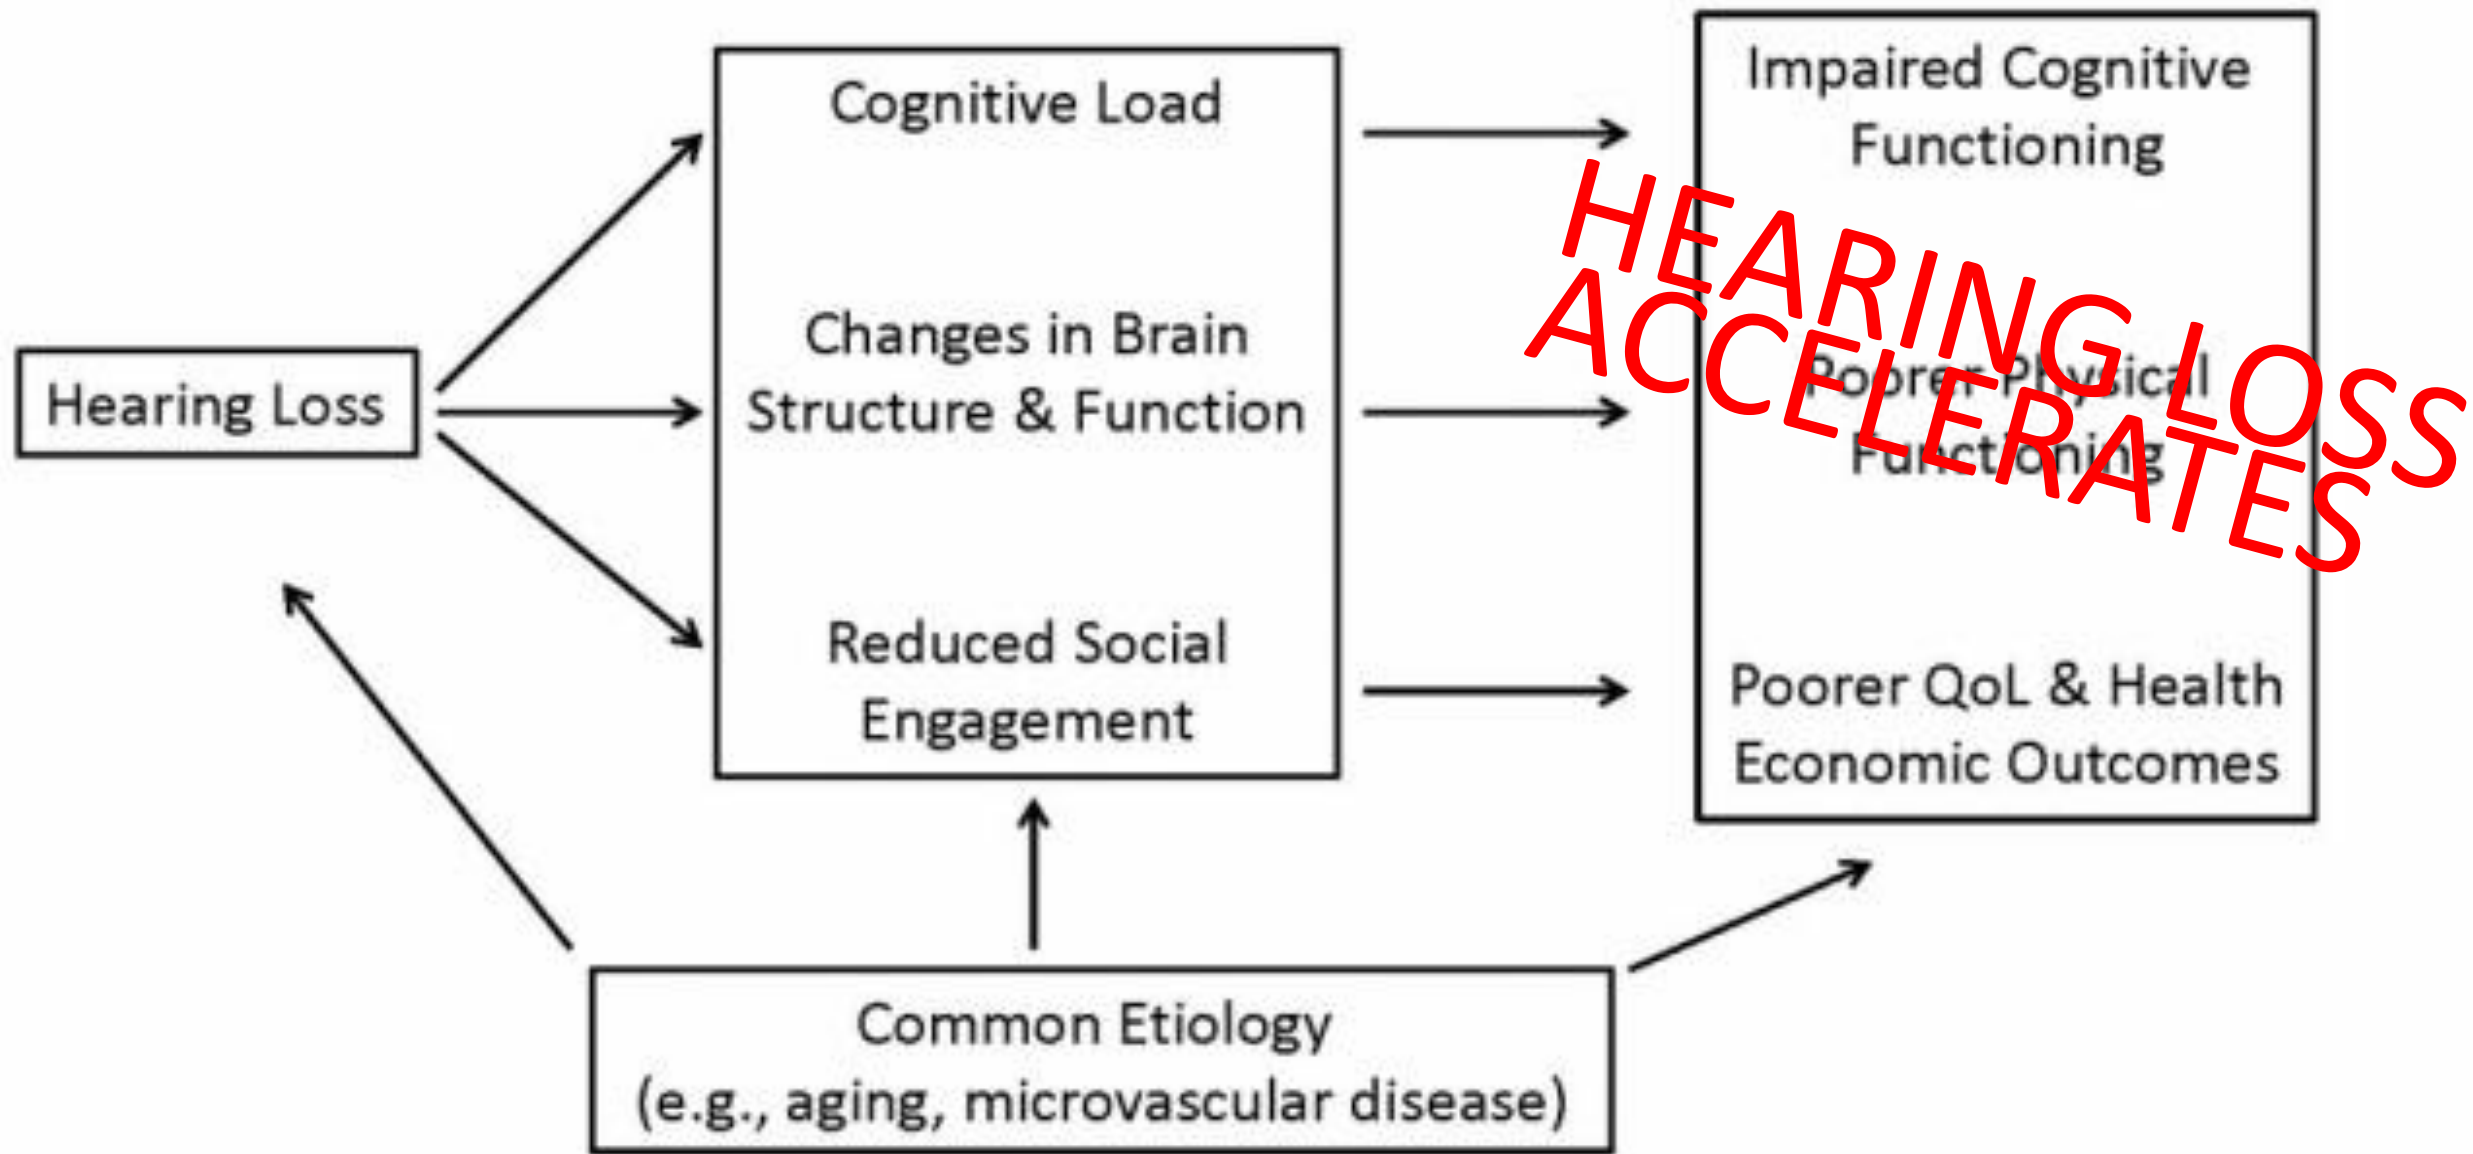 Hearing Loss
Cognitive Load
Changes in Brain
Structure & Function
Reduced Social
Engagement
Impaired Cognitive
Functioning
Poorer Physical
Functioning
Poorer QoL & Health
Economic Outcomes
HEARING LOSS
ACCELERATES
Common Etiology
(e.g., aging, microvascular disease)